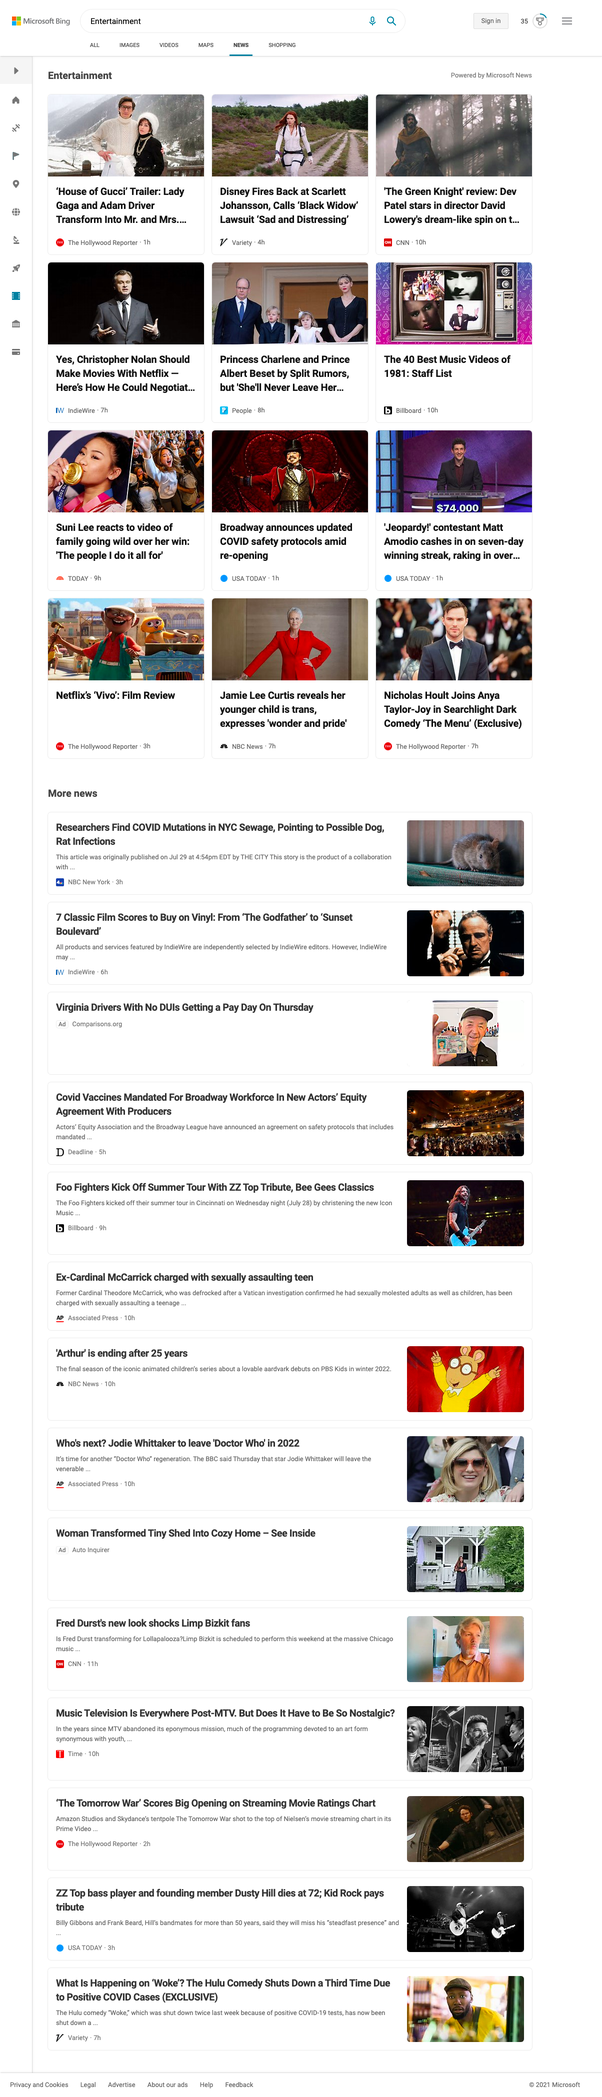 Microsoft Bing
Entertainment
Sign in
35
ALL
IMAGES
VIDEOS
MAPS
NEWS
SHOPPING
Entertainment
Powered by Microsoft News
'House of Gucci' Trailer: Lady
Gaga and Adam Driver
Transform Into Mr. and Mrs....
The Hollywood Reporter · 1h
Disney Fires Back at Scarlett
Johansson, Calls 'Black Widow'
Lawsuit 'Sad and Distressing'
Variety · 4h
'The Green Knight' review: Dev
Patel stars in director David
Lowery's dream-like spin on t...
CNN · 10h
Yes, Christopher Nolan Should
Make Movies With Netflix —
Here's How He Could Negotiat...
IndieWire · 7h
Princess Charlene and Prince
Albert Beset by Split Rumors,
but 'She'll Never Leave Her...
People · 8h
The 40 Best Music Videos of
1981: Staff List
Billboard · 10h
$74,000
Suni Lee reacts to video of
family going wild over her win:
'The people I do it all for'
TODAY · 9h
Broadway announces updated
COVID safety protocols amid
re-opening
USA TODAY · 1h
'Jeopardy!' contestant Matt
Amodio cashes in on seven-day
winning streak, raking in over...
USA TODAY · 1h
Netflix's 'Vivo': Film Review
The Hollywood Reporter · 3h
Jamie Lee Curtis reveals her
younger child is trans,
expresses 'wonder and pride'
NBC News · 7h
Nicholas Hoult Joins Anya
Taylor-Joy in Searchlight Dark
Comedy 'The Menu' (Exclusive)
The Hollywood Reporter · 7h
More news
Researchers Find COVID Mutations in NYC Sewage, Pointing to Possible Dog,
Rat Infections
This article was originally published on Jul 29 at 4:54pm EDT by THE CITY This story is the product of a collaboration
with ...
NBC New York · 3h
7 Classic Film Scores to Buy on Vinyl: From 'The Godfather' to 'Sunset
Boulevard'
All products and services featured by IndieWire are independently selected by IndieWire editors. However, IndieWire
may ...
IndieWire · 6h
Virginia Drivers With No DUIs Getting a Pay Day On Thursday
Ad Comparisons.org
Covid Vaccines Mandated For Broadway Workforce In New Actors' Equity
Agreement With Producers
Actors' Equity Association and the Broadway League have announced an agreement on safety protocols that includes
mandated ...
Deadline · 5h
Foo Fighters Kick Off Summer Tour With ZZ Top Tribute, Bee Gees Classics
The Foo Fighters kicked off their summer tour in Cincinnati on Wednesday night (July 28) by christening the new Icon
Music ...
Billboard · 9h
Ex-Cardinal McCarrick charged with sexually assaulting teen
Former Cardinal Theodore McCarrick, who was defrocked after a Vatican investigation confirmed he had sexually molested adults as well as children, has been
charged with sexually assaulting a teenage ...
AP Associated Press · 10h
'Arthur' is ending after 25 years
The final season of the iconic animated children's series about a lovable aardvark debuts on PBS Kids in winter 2022.
NBC News · 10h
Who's next? Jodie Whittaker to leave 'Doctor Who' in 2022
It's time for another "Doctor Who" regeneration. The BBC said Thursday that star Jodie Whittaker will leave the
venerable ...
AP Associated Press · 10h
Woman Transformed Tiny Shed Into Cozy Home – See Inside
Ad Auto Inquirer
Fred Durst's new look shocks Limp Bizkit fans
Is Fred Durst transforming for Lollapalooza?Limp Bizkit is scheduled to perform this weekend at the massive Chicago
music ...
CNN · 11h
Music Television Is Everywhere Post-MTV. But Does It Have to Be So Nostalgic?
In the years since MTV abandoned its eponymous mission, much of the programming devoted to an art form
synonymous with youth, ...
Time · 10h
'The Tomorrow War' Scores Big Opening on Streaming Movie Ratings Chart
Amazon Studios and Skydance's tentpole The Tomorrow War shot to the top of Nielsen's movie streaming chart in its
Prime Video ...
The Hollywood Reporter · 2h
ZZ Top bass player and founding member Dusty Hill dies at 72; Kid Rock pays
tribute
Billy Gibbons and Frank Beard, Hill's bandmates for more than 50 years, said they will miss his "steadfast presence" and
...
USA TODAY · 3h
What Is Happening on 'Woke'? The Hulu Comedy Shuts Down a Third Time Due
to Positive COVID Cases (EXCLUSIVE)
The Hulu comedy "Woke," which was shut down twice last week because of positive COVID-19 tests, has now been
shut down a ...
Variety · 7h
Privacy and Cookies
Legal
Advertise
About our ads
Help
Feedback
© 2021 Microsoft